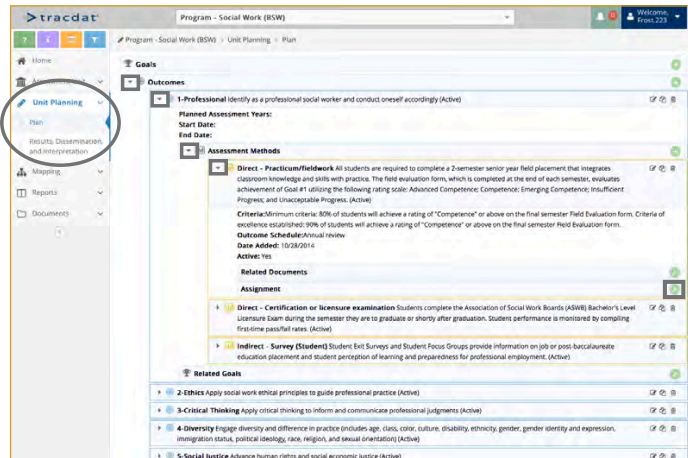 tracdat
Program - Social Work (BSW)
0
Welcome,
Frost 223
?
Program - Social Work (BSW) > Unit Planning > Plan
Home
Unit Planning
Plan
Results, Dissemination,
and Interpretation
Mapping
Reports
Documents
Goals
Outcomes
1-Professional Identify as a professional social worker and conduct oneself accordingly (Active)
Planned Assessment Years:
Start Date:
End Date:
Assessment Methods
Direct - Practicum/fieldwork All students are required to complete a 2-semester senior year field placement that integrates
classroom knowledge and skills with practice. The field evaluation form, which is completed at the end of each semester, evaluates
achievement of Goal #1 utilizing the following rating scale: Advanced Competence; Competence; Emerging Competence; Insufficient
Progress; and Unacceptable Progress. (Active)
Criteria:Minimum criteria: 80% of students will achieve a rating of "Competence" or above on the final semester Field Evaluation form. Criteria of
excellence established: 90% of students will achieve a rating of "Competence" or above on the final semester Field Evaluation form.
Outcome Schedule:Annual review
Date Added: 10/28/2014
Active: Yes
Related Documents
Assignment
Direct - Certification or licensure examination Students complete the Association of Social Work Boards (ASWB) Bachelor's Level
Licensure Exam during the semester they are to graduate or shortly after graduation. Student performance is monitored by compiling
first-time pass/fail rates. (Active)
Indirect - Survey (Student) Student Exit Surveys and Student Focus Groups provide information on job or post-baccalaureate
education placement and student perception of learning and preparedness for professional employment. (Active)
Related Goals
2-Ethics Apply social work ethical principles to guide professional practice (Active)
3-Critical Thinking Apply critical thinking to inform and communicate professional judgments (Active)
4-Diversity Engage diversity and difference in practice (includes age, class, color, culture, disability, ethnicity, gender, gender identity and expression,
immigration status, political ideology, race, religion, and sexual orientation) (Active)
5-Social Justice Advance human rights and social economic justice (Active)